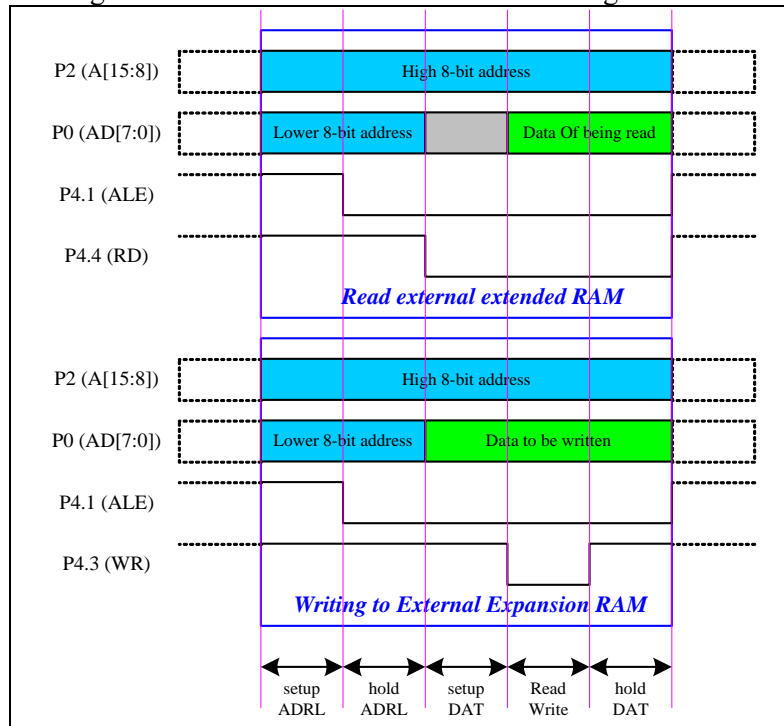 P2 (A[15:8])
High 8-bit address
P0 (AD[7:0])
Lower 8-bit address
Data Of being read
P4.1 (ALE)
P4.4 (RD)
Read external extended RAM
P2 (A[15:8])
High 8-bit address
P0 (AD[7:0])
Lower 8-bit address
Data to be written
P4.1 (ALE)
P4.3 (WR)
Writing to External Expansion RAM
setup
ADRL
hold
ADRL
setup
DAT
Read
Write
hold
DAT